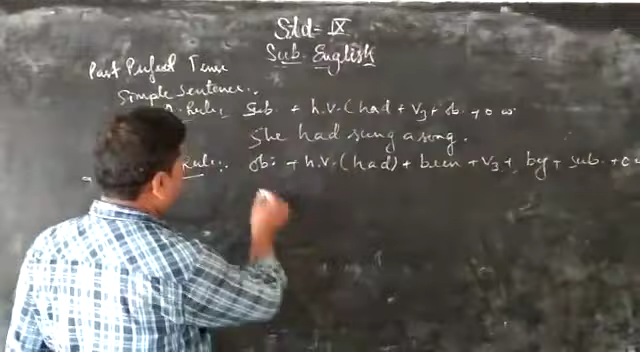 Std = IX
Sub. English
Past Perfect Tense
Simple Sentence..
A. Rule, Sub. + h.v. (had + V3 + ob. + o w.
She had sung a song.
Rule:. ob: + h.v. (had) + been + V3 + by + sub. + o w